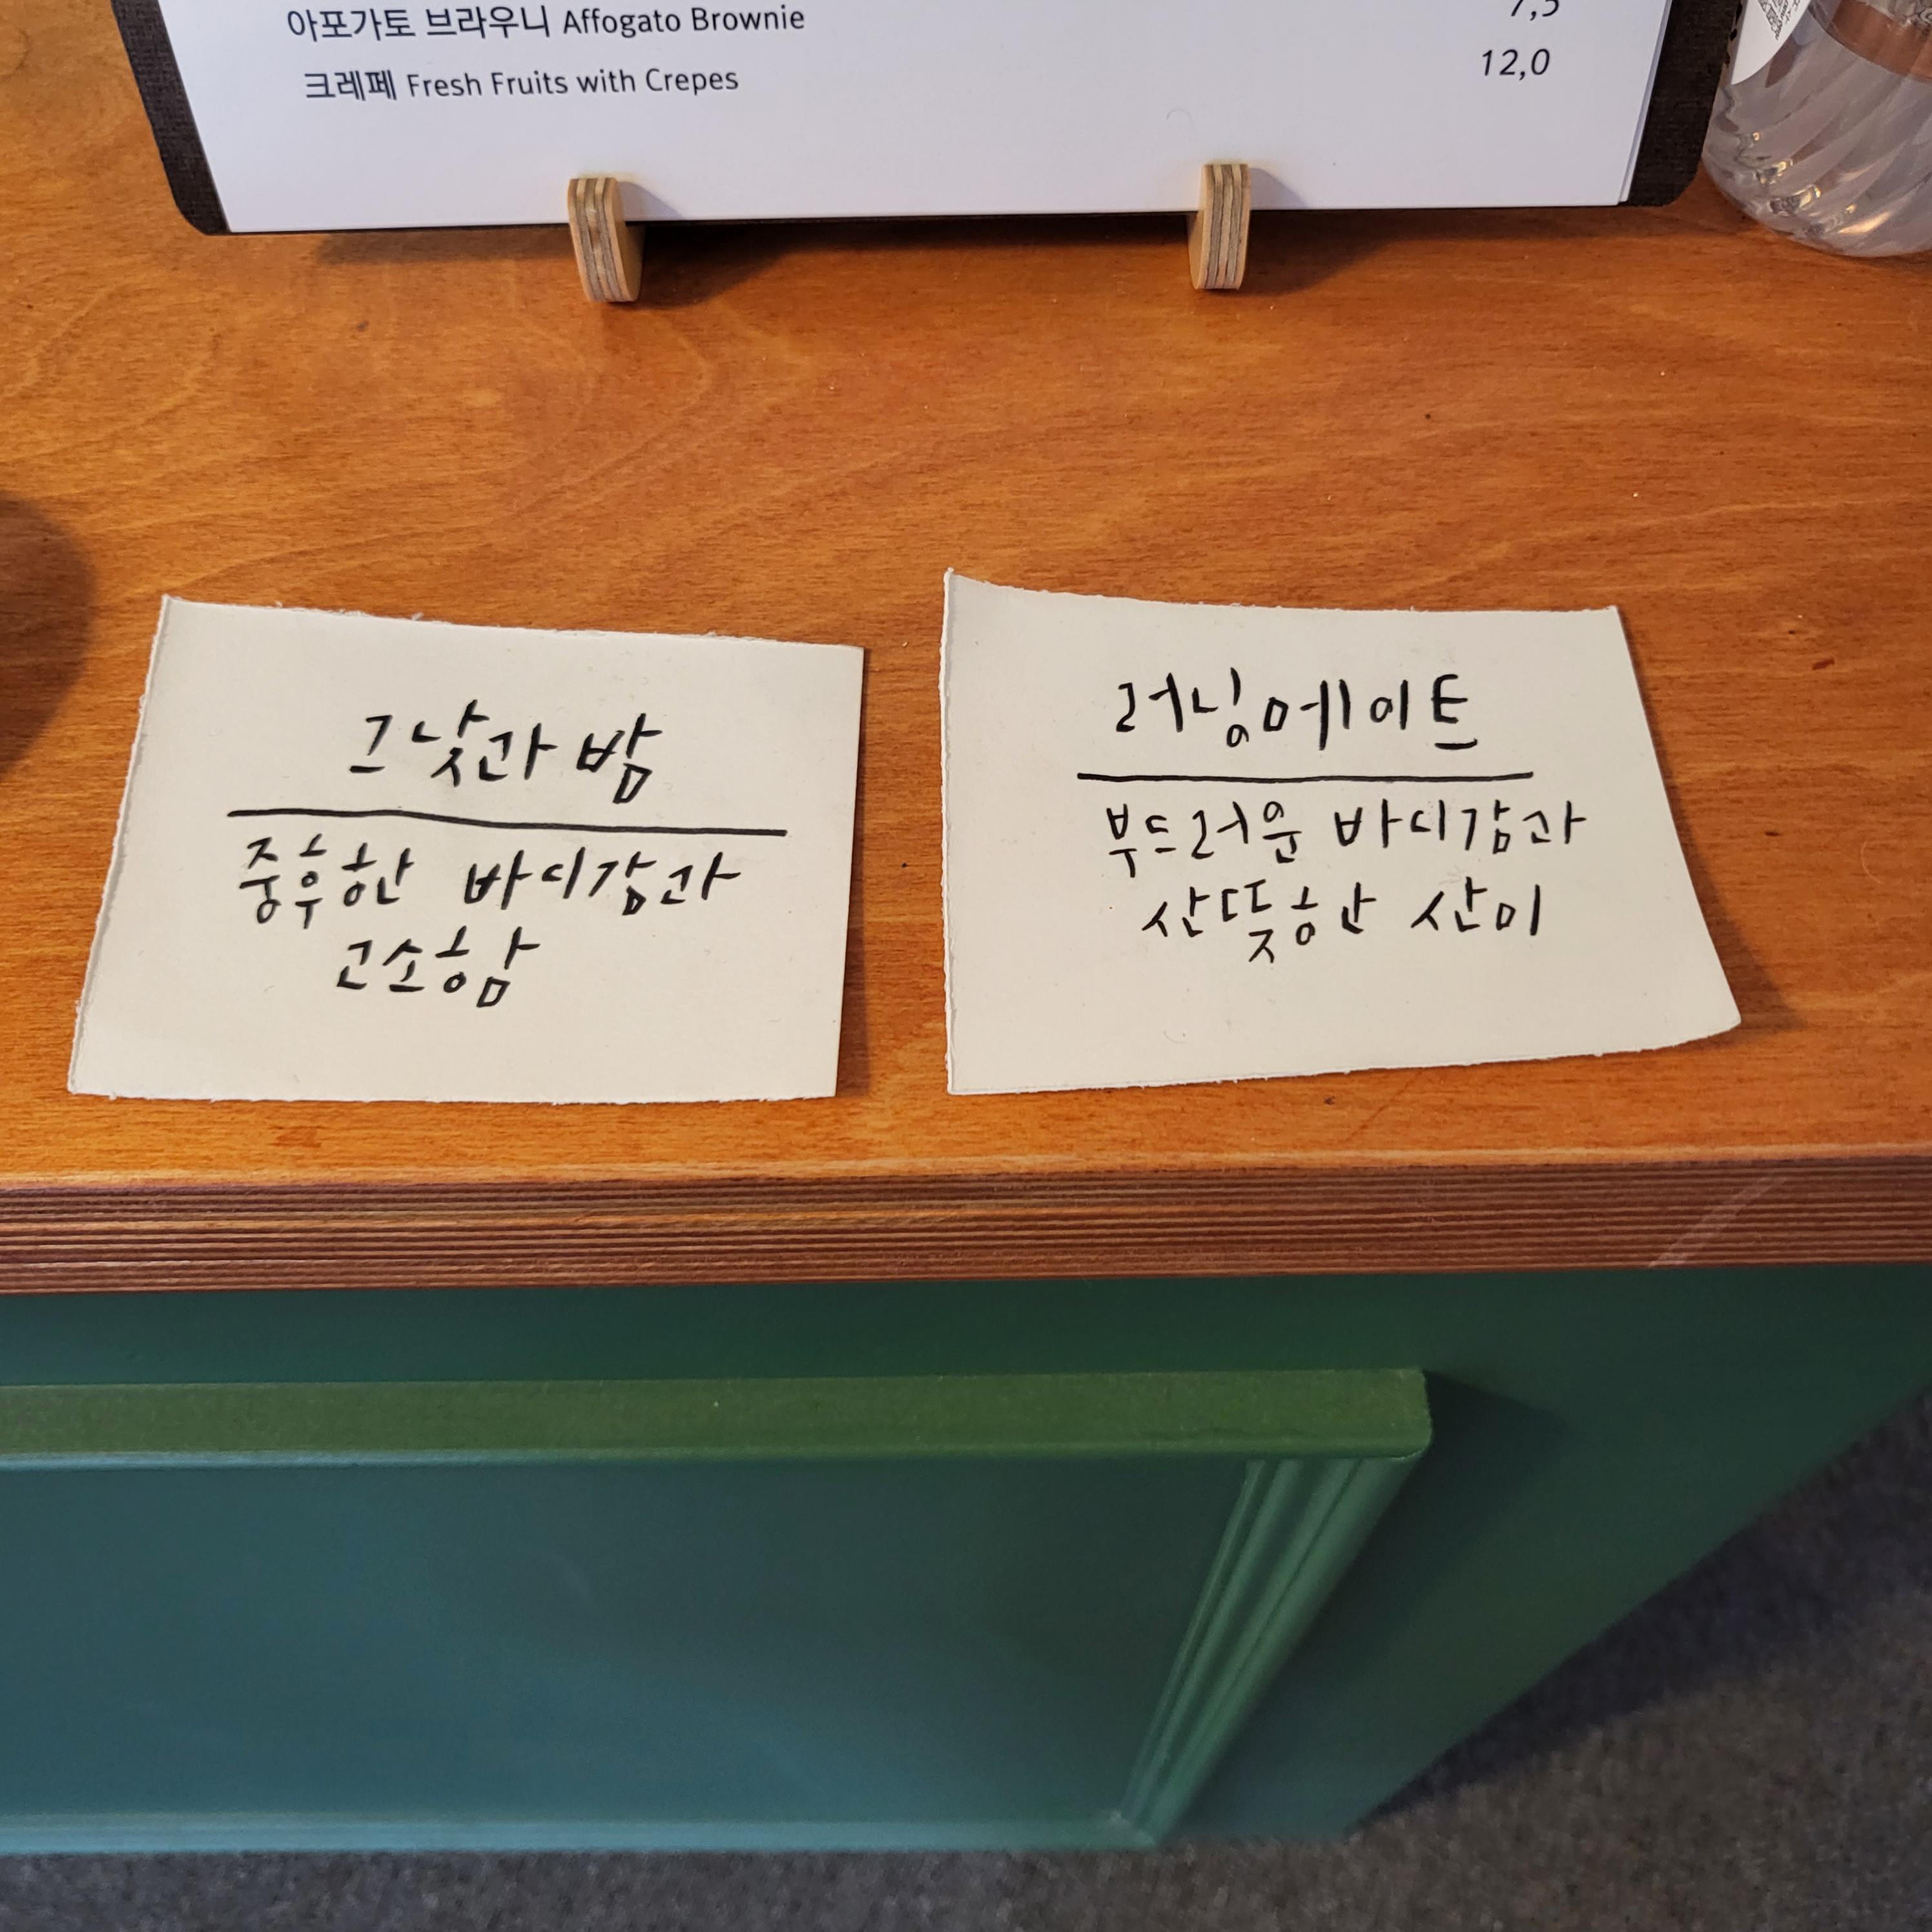 아포가토 브라우니 Affogato Brownie 7,5
크레페 Fresh Fruits with Crepes 12,0
그낮과 밤
중후한 바디감과
고소함
러닝메이트
부드러운 바디감과
산뜻한 산미